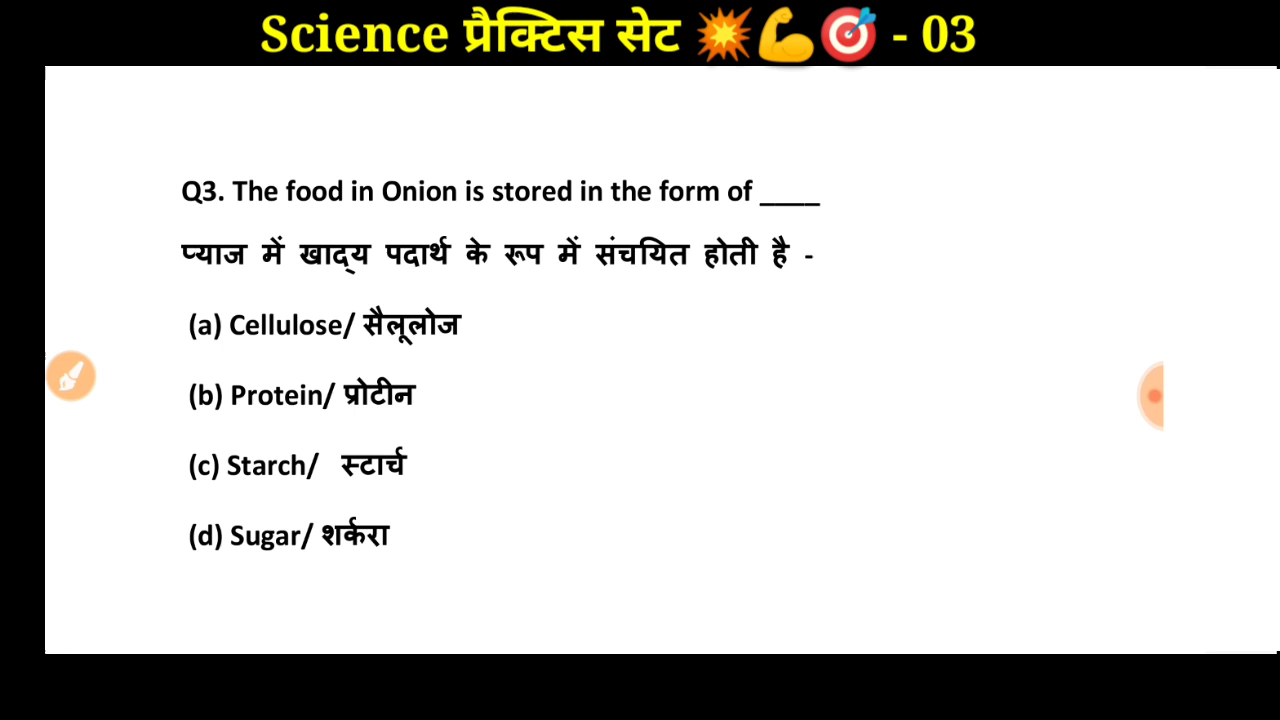 Science प्रैक्टिस सेट 💥💪🎯 - 03
Q3. The food in Onion is stored in the form of ____
प्याज में खाद्य पदार्थ के रूप में संचयित होती है -
(a) Cellulose/ सैलूलोज
(b) Protein/ प्रोटीन
(c) Starch/ स्टार्च
(d) Sugar/ शर्करा